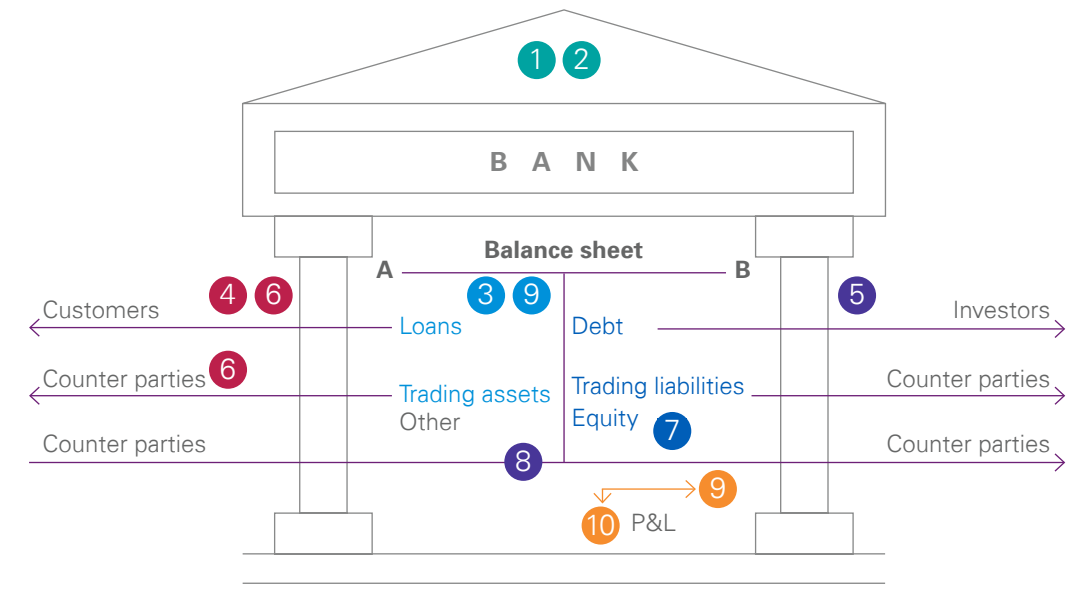 1 2
B A N K
Balance sheet
A B
4 6 3 9 5
Customers Investors
Loans Debt
6
Counter parties Trading assets Trading liabilities Counter parties
Other Equity 7
Counter parties Counter parties
8
9
10 P&L